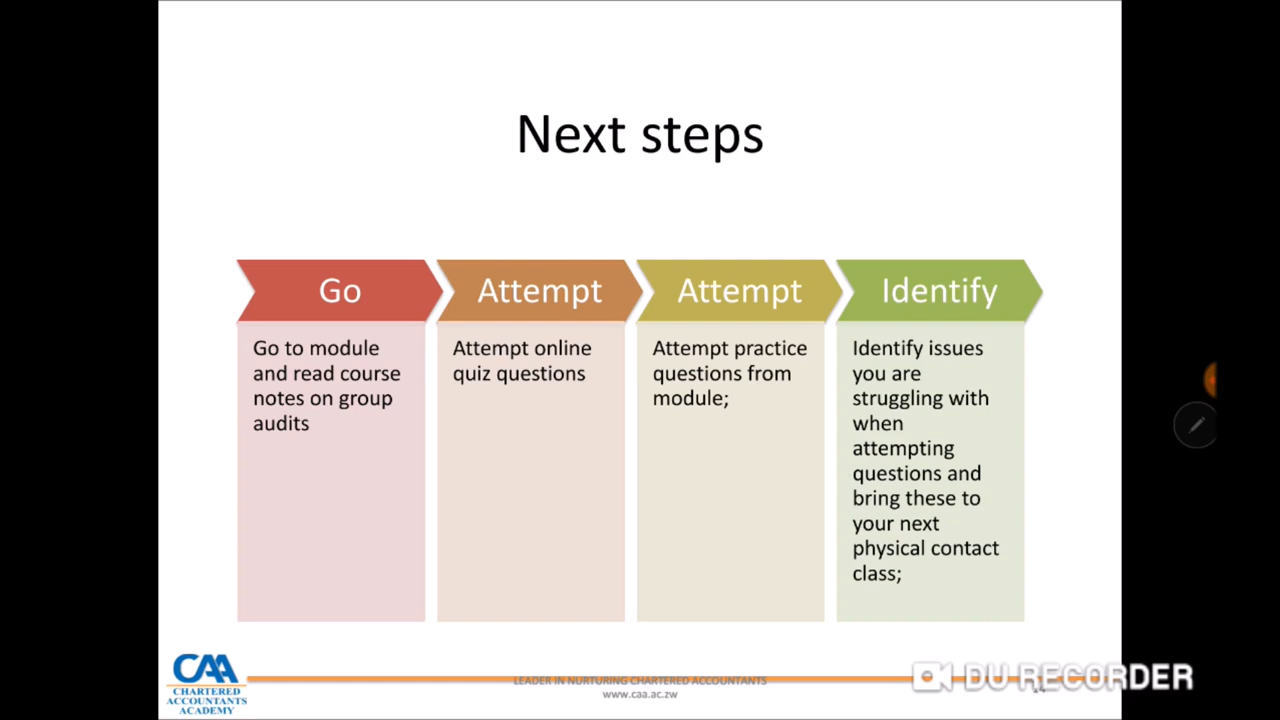 Next steps
Go
Attempt
Attempt
Identify
Go to module
and read course
notes on group
audits
Attempt online
quiz questions
Attempt practice
questions from
module;
Identify issues
you are
struggling with
when
attempting
questions and
bring these to
your next
physical contact
class;
CAA
CHARTERED
ACCOUNTANTS
ACADEMY
LEADER IN NURTURING CHARTERED ACCOUNTANTS
www.caa.ac.zw
DU RECORDER